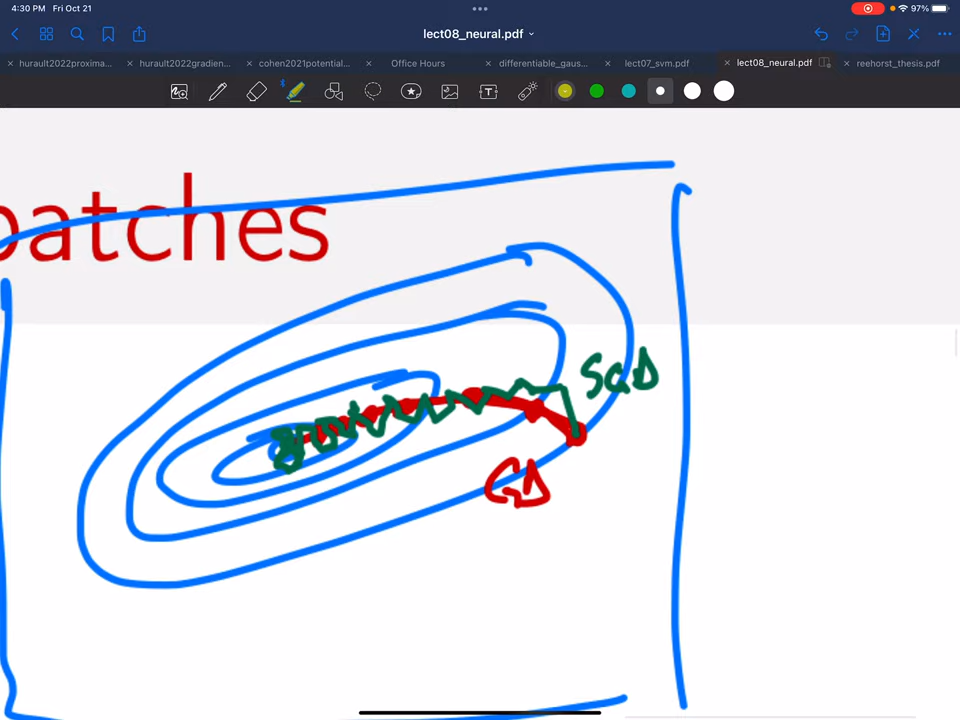 4:30 PM Fri Oct 21
97%
lect08_neural.pdf
hurault2022proxima...
hurault2022gradien...
cohen2021potential...
Office Hours
differentiable_gaus...
lect07_svm.pdf
lect08_neural.pdf
reehorst_thesis.pdf
batches
SGD
GD